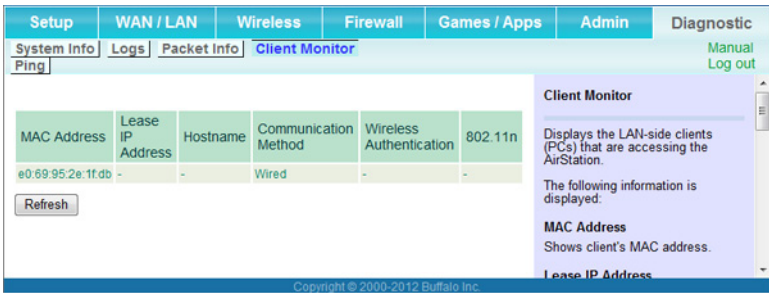 Setup WAN / LAN Wireless Firewall Games / Apps Admin Diagnostic
System Info Logs Packet Info Client Monitor
Ping
Manual
Log out
MAC Address Lease IP Address Hostname Communication Method Wireless Authentication 802.11n
e0:69:95:2e:1f:db - - Wired - -
Refresh
Client Monitor
Displays the LAN-side clients
(PCs) that are accessing the
AirStation.
The following information is
displayed:
MAC Address
Shows client's MAC address.
Lease IP Address
Copyright © 2000-2012 Buffalo Inc.